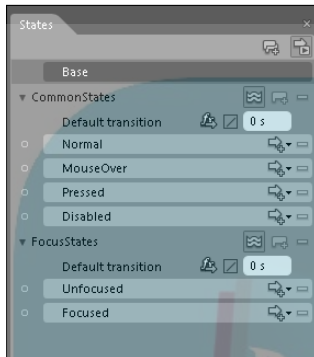 States
Base
CommonStates
Default transition 0 s
Normal
MouseOver
Pressed
Disabled
FocusStates
Default transition 0 s
Unfocused
Focused